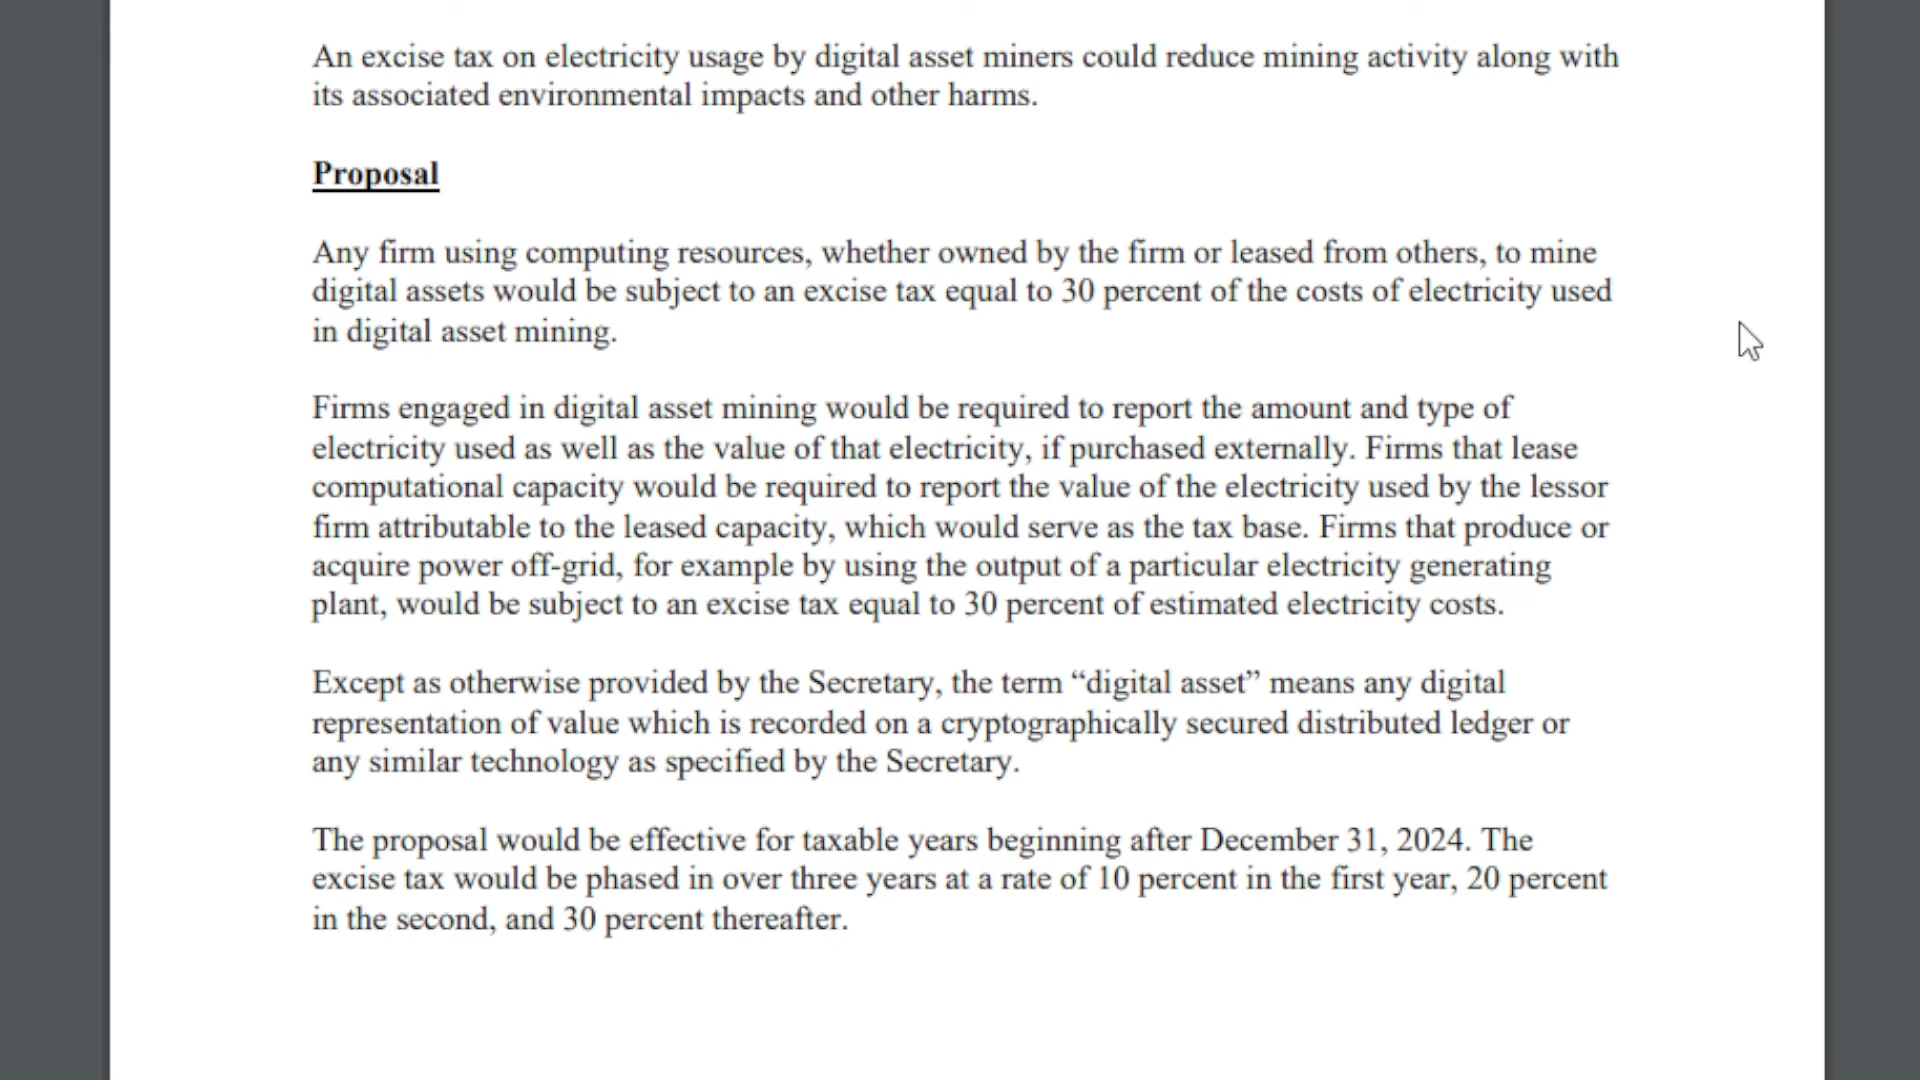 An excise tax on electricity usage by digital asset miners could reduce mining activity along with
its associated environmental impacts and other harms.
Proposal
Any firm using computing resources, whether owned by the firm or leased from others, to mine
digital assets would be subject to an excise tax equal to 30 percent of the costs of electricity used
in digital asset mining.
Firms engaged in digital asset mining would be required to report the amount and type of
electricity used as well as the value of that electricity, if purchased externally. Firms that lease
computational capacity would be required to report the value of the electricity used by the lessor
firm attributable to the leased capacity, which would serve as the tax base. Firms that produce or
acquire power off-grid, for example by using the output of a particular electricity generating
plant, would be subject to an excise tax equal to 30 percent of estimated electricity costs.
Except as otherwise provided by the Secretary, the term “digital asset” means any digital
representation of value which is recorded on a cryptographically secured distributed ledger or
any similar technology as specified by the Secretary.
The proposal would be effective for taxable years beginning after December 31, 2024. The
excise tax would be phased in over three years at a rate of 10 percent in the first year, 20 percent
in the second, and 30 percent thereafter.